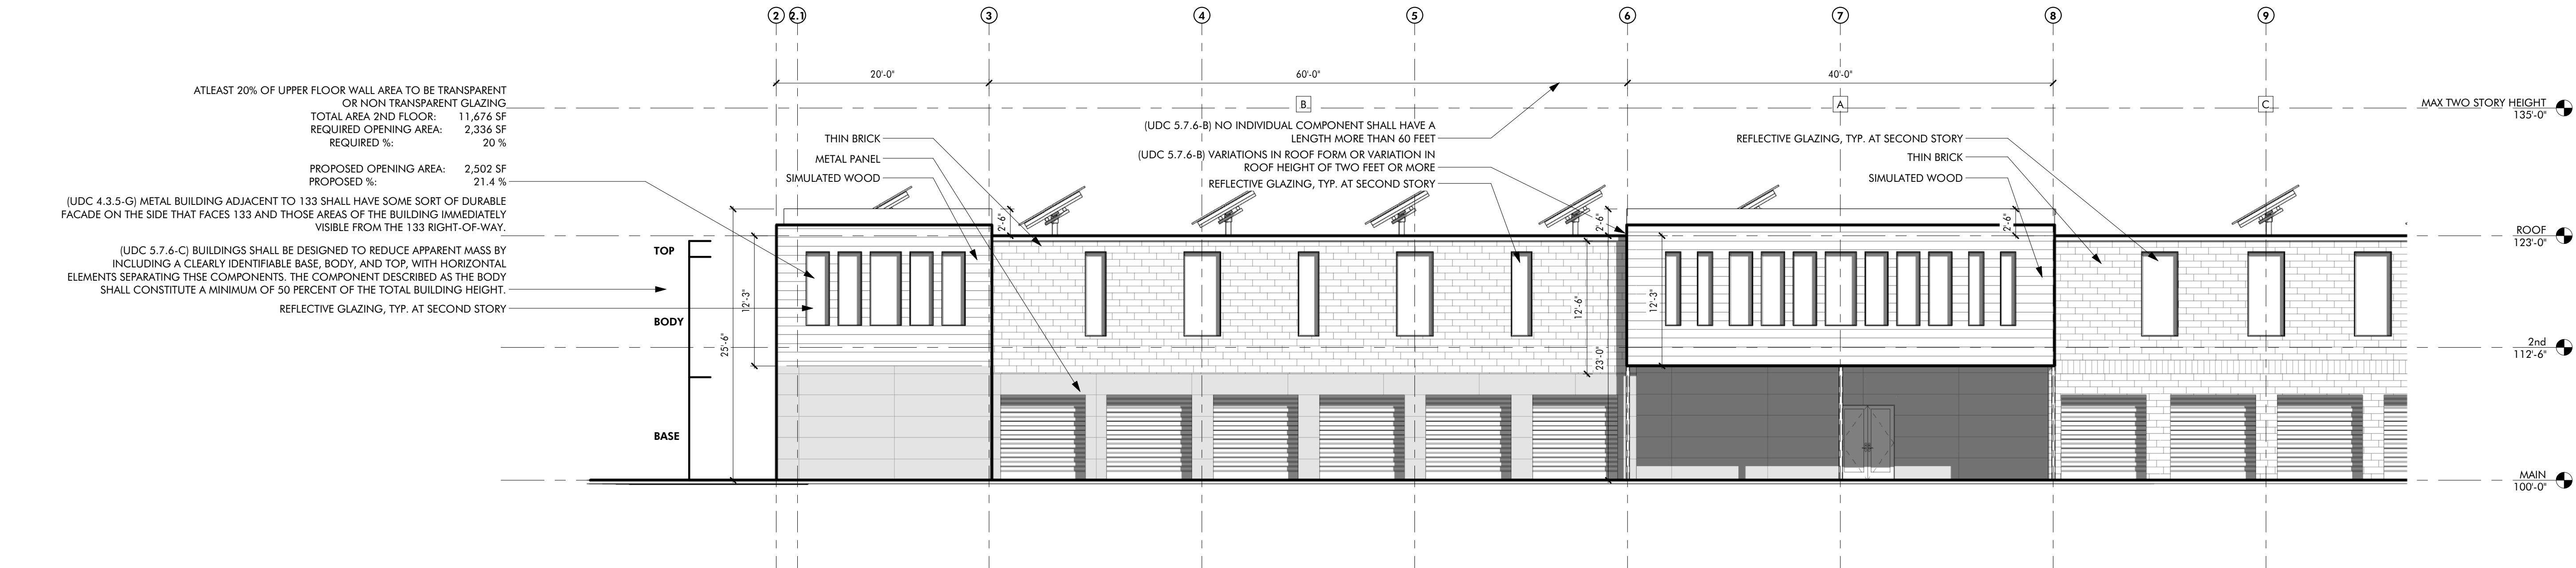 2
2.1
3
4
5
6
7
8
9
20'-0"
60'-0"
40'-0"
B.
A
C
MAX TWO STORY HEIGHT
135'-0"
ATLEAST 20% OF UPPER FLOOR WALL AREA TO BE TRANSPARENT
OR NON TRANSPARENT GLAZING
TOTAL AREA 2ND FLOOR: 11,676 SF
REQUIRED OPENING AREA: 2,336 SF
REQUIRED %: 20 %
PROPOSED OPENING AREA: 2,502 SF
PROPOSED %: 21.4 %
(UDC 4.3.5-G) METAL BUILDING ADJACENT TO 133 SHALL HAVE SOME SORT OF DURABLE
FACADE ON THE SIDE THAT FACES 133 AND THOSE AREAS OF THE BUILDING IMMEDIATELY
VISIBLE FROM THE 133 RIGHT-OF-WAY.
(UDC 5.7.6-C) BUILDINGS SHALL BE DESIGNED TO REDUCE APPARENT MASS BY
INCLUDING A CLEARLY IDENTIFIABLE BASE, BODY, AND TOP, WITH HORIZONTAL
ELEMENTS SEPARATING THSE COMPONENTS. THE COMPONENT DESCRIBED AS THE BODY
SHALL CONSTITUTE A MINIMUM OF 50 PERCENT OF THE TOTAL BUILDING HEIGHT.
REFLECTIVE GLAZING, TYP. AT SECOND STORY
TOP
BODY
BASE
25'-6"
12'-3"
THIN BRICK
METAL PANEL
SIMULATED WOOD
2'-6"
(UDC 5.7.6-B) NO INDIVIDUAL COMPONENT SHALL HAVE A
LENGTH MORE THAN 60 FEET
(UDC 5.7.6-B) VARIATIONS IN ROOF FORM OR VARIATION IN
ROOF HEIGHT OF TWO FEET OR MORE
REFLECTIVE GLAZING, TYP. AT SECOND STORY
2'-6"
12'-6"
23'-0"
12'-3"
REFLECTIVE GLAZING, TYP. AT SECOND STORY
THIN BRICK
SIMULATED WOOD
2'-6"
ROOF
123'-0"
2nd
112'-6"
MAIN
100'-0"